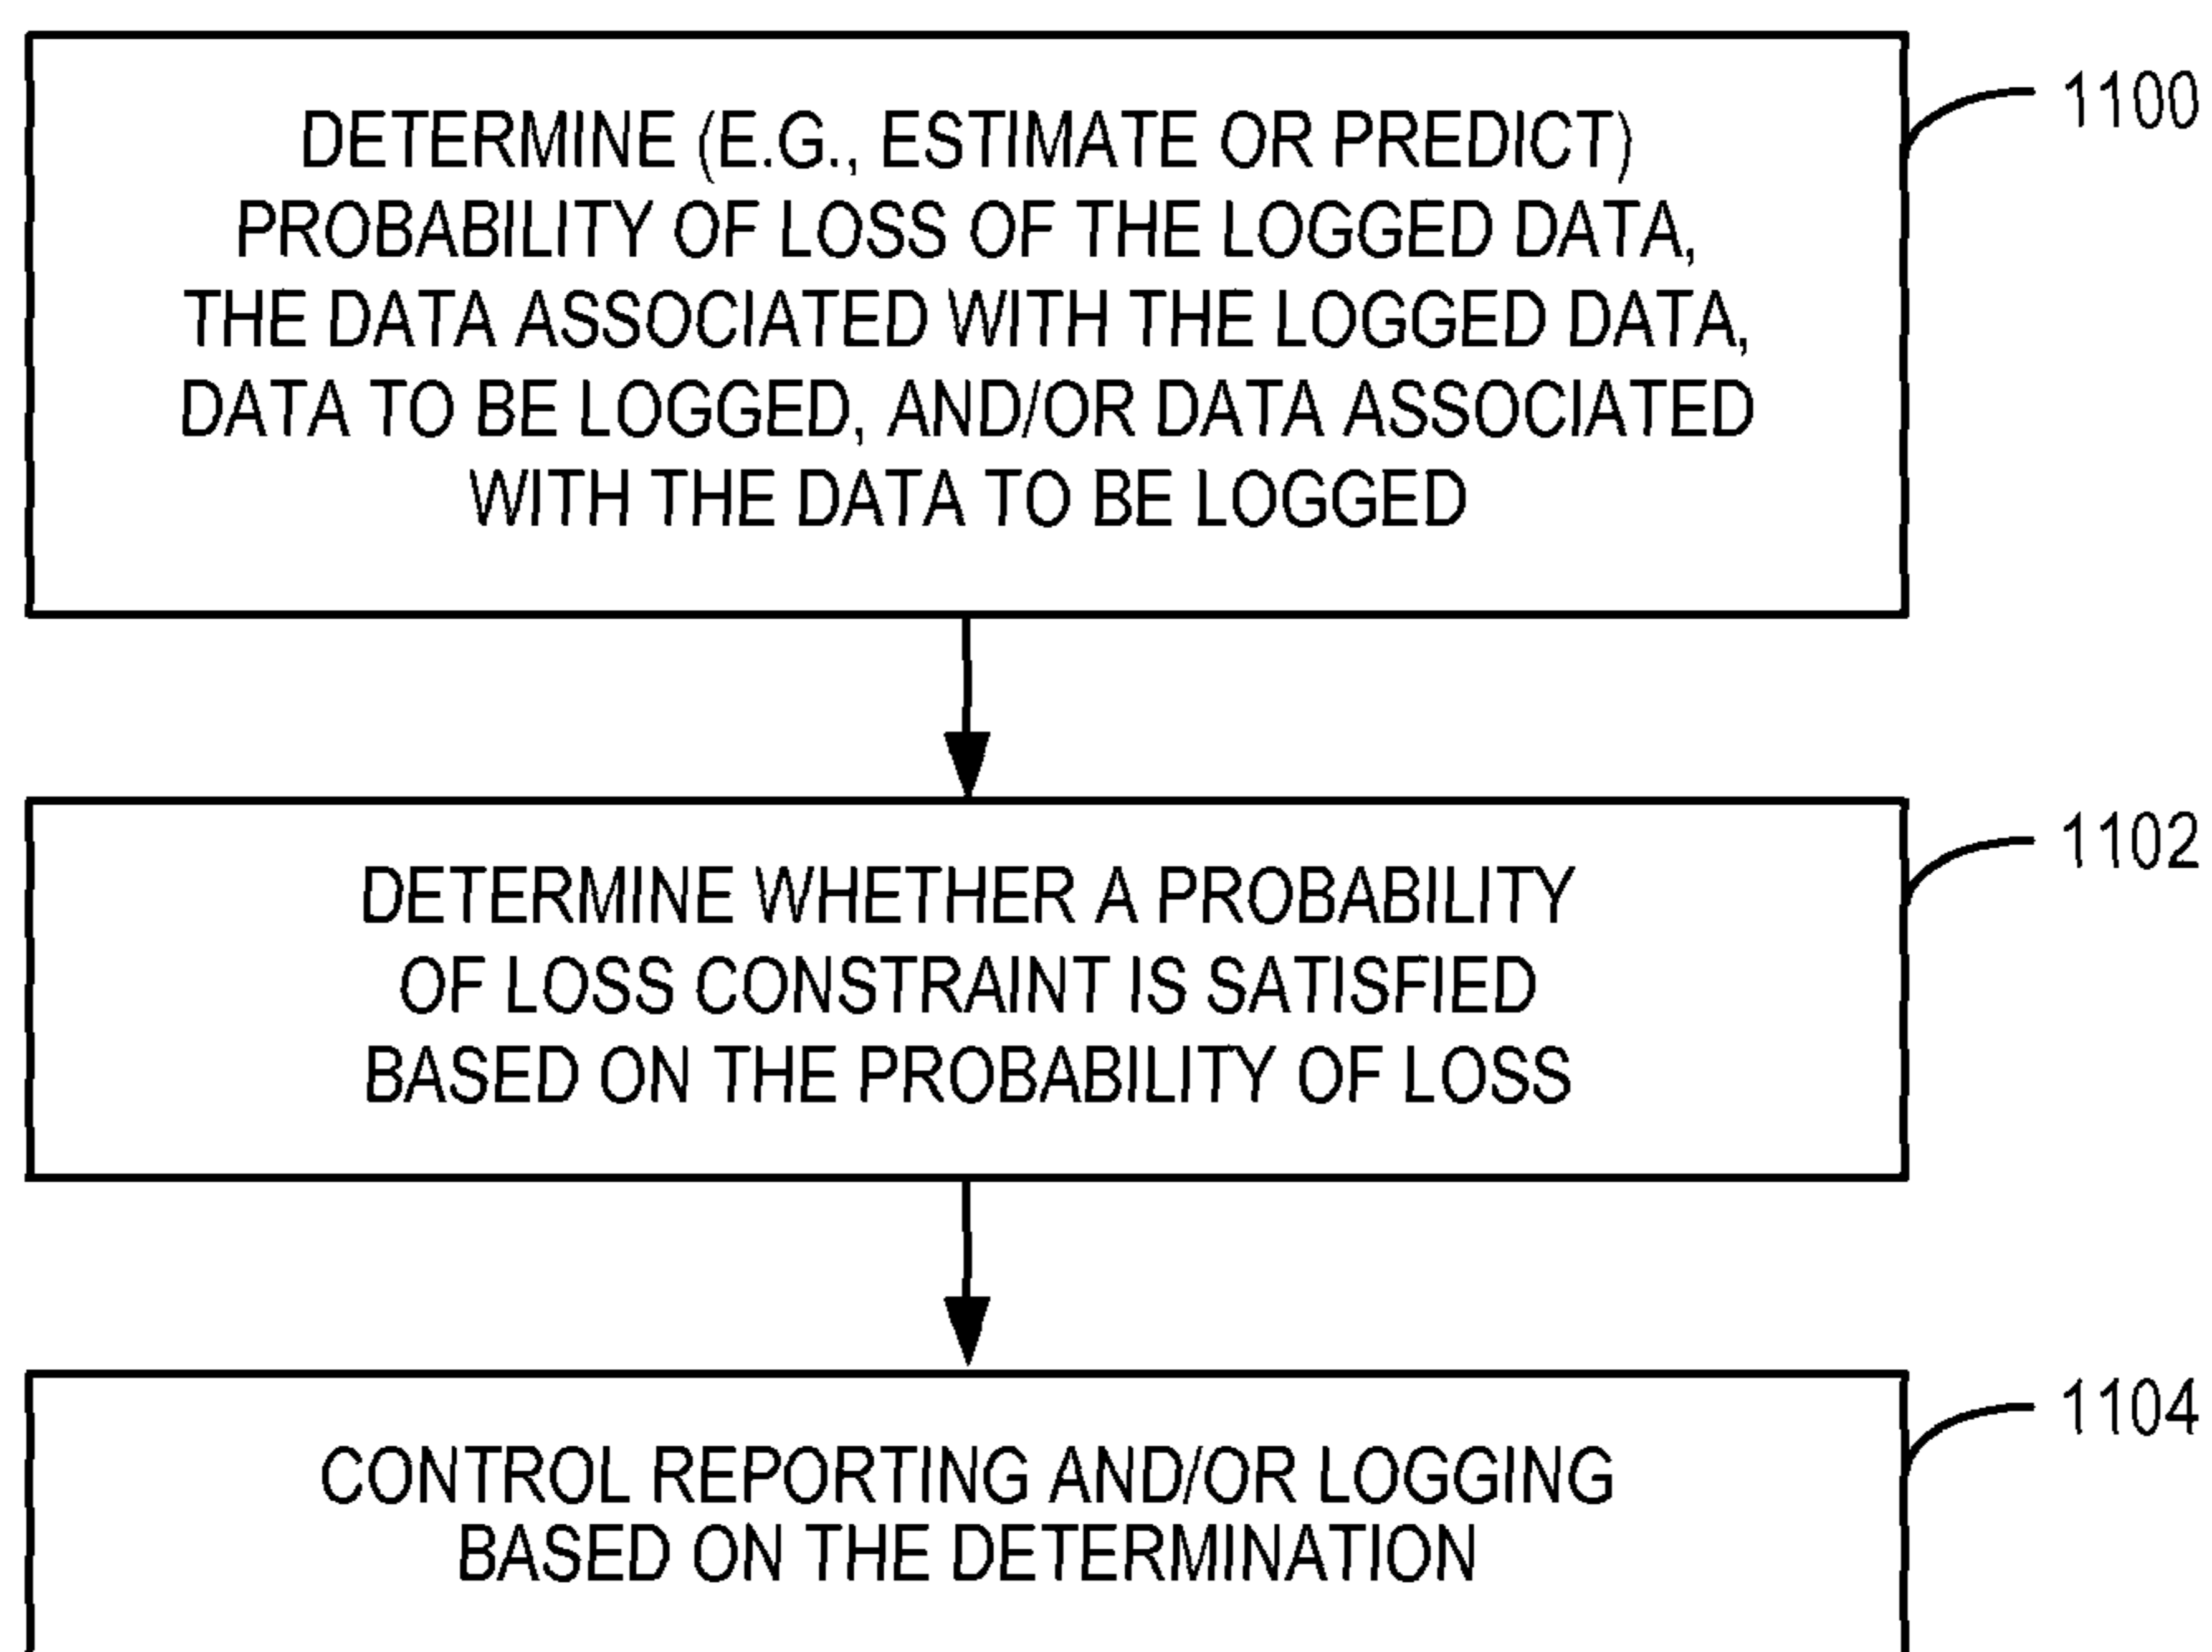 DETERMINE (E.G., ESTIMATE OR PREDICT)
PROBABILITY OF LOSS OF THE LOGGED DATA,
THE DATA ASSOCIATED WITH THE LOGGED DATA,
DATA TO BE LOGGED, AND/OR DATA ASSOCIATED
WITH THE DATA TO BE LOGGED
1100
DETERMINE WHETHER A PROBABILITY
OF LOSS CONSTRAINT IS SATISFIED
BASED ON THE PROBABILITY OF LOSS
1102
CONTROL REPORTING AND/OR LOGGING
BASED ON THE DETERMINATION
1104